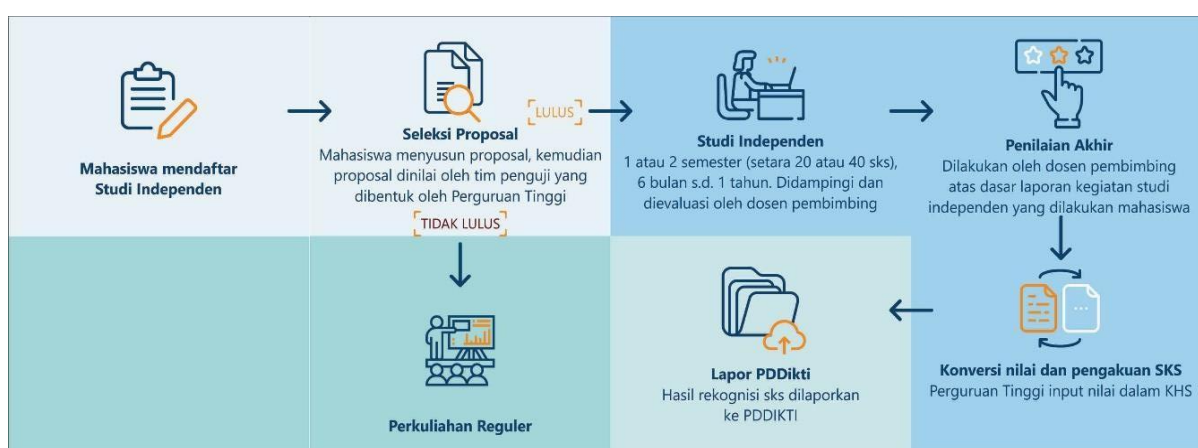 Mahasiswa mendaftar
Studi Independen
Seleksi Proposal
Mahasiswa menyusun proposal, kemudian
proposal dinilai oleh tim penguji yang
dibentuk oleh Perguruan Tinggi
LULUS
TIDAK LULUS
Studi Independen
1 atau 2 semester (setara 20 atau 40 sks),
6 bulan s.d. 1 tahun. Didampingi dan
dievaluasi oleh dosen pembimbing
Penilaian Akhir
Dilakukan oleh dosen pembimbing
atas dasar laporan kegiatan studi
independen yang dilakukan mahasiswa
Konversi nilai dan pengakuan SKS
Perguruan Tinggi input nilai dalam KHS
Lapor PDDikti
Hasil rekognisi sks dilaporkan
ke PDDIKTI
Perkuliahan Reguler